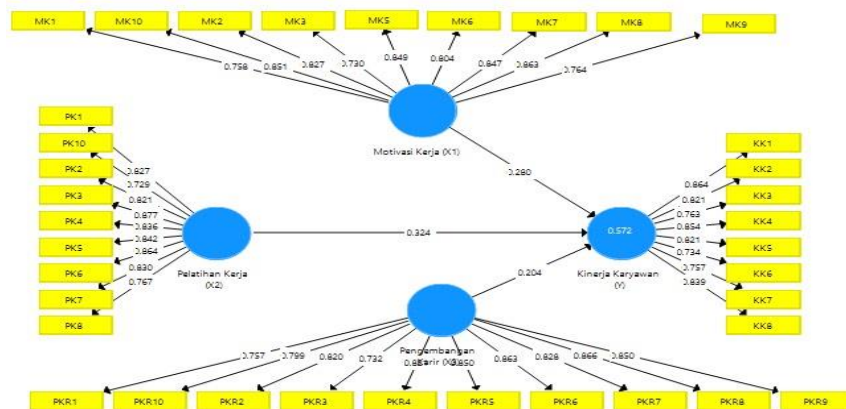 MK1 MK10 MK2 MK3 MK5 MK6 MK7 MK8 MK9
0.758 0.851 0.827 0.730 0.849 0.804 0.847 0.863 0.764
Motivasi Kerja (X1)
PK1
PK10
PK2
PK3
PK4
PK5
PK6
PK7
PK8
0.827
0.729
0.821
0.877
0.836
0.842
0.864
0.830
0.767
Pelatihan Kerja
(X2)
0.280
0.324
0.204
0.572
Kinerja Karyawan
(Y)
0.864
0.821
0.763
0.854
0.821
0.734
0.757
0.839
KK1
KK2
KK3
KK4
KK5
KK6
KK7
KK8
Pengembangan
Karir
0.757 0.799 0.820 0.732 0.850 0.863 0.828 0.866 0.850
PKR1 PKR10 PKR2 PKR3 PKR4 PKR5 PKR6 PKR7 PKR8 PKR9